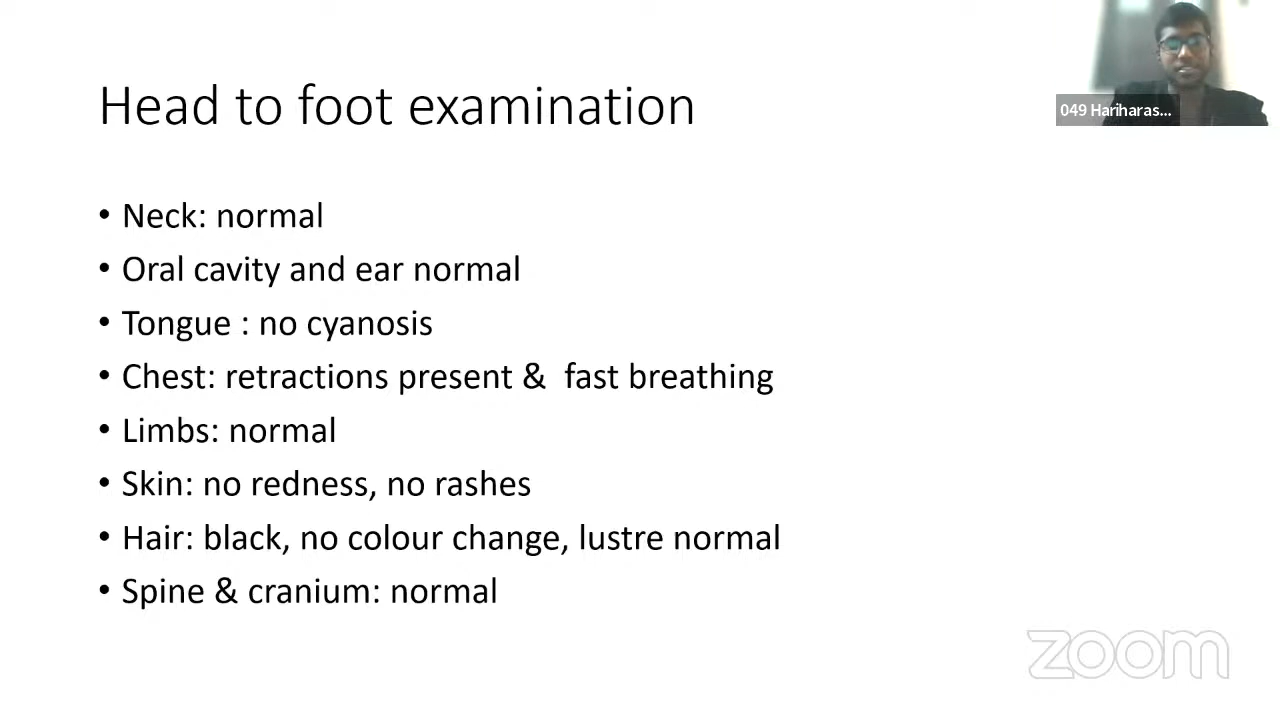 Head to foot examination
049 Hariharas...
• Neck: normal
• Oral cavity and ear normal
• Tongue : no cyanosis
• Chest: retractions present &  fast breathing
• Limbs: normal
• Skin: no redness, no rashes
• Hair: black, no colour change, lustre normal
• Spine & cranium: normal
zoom